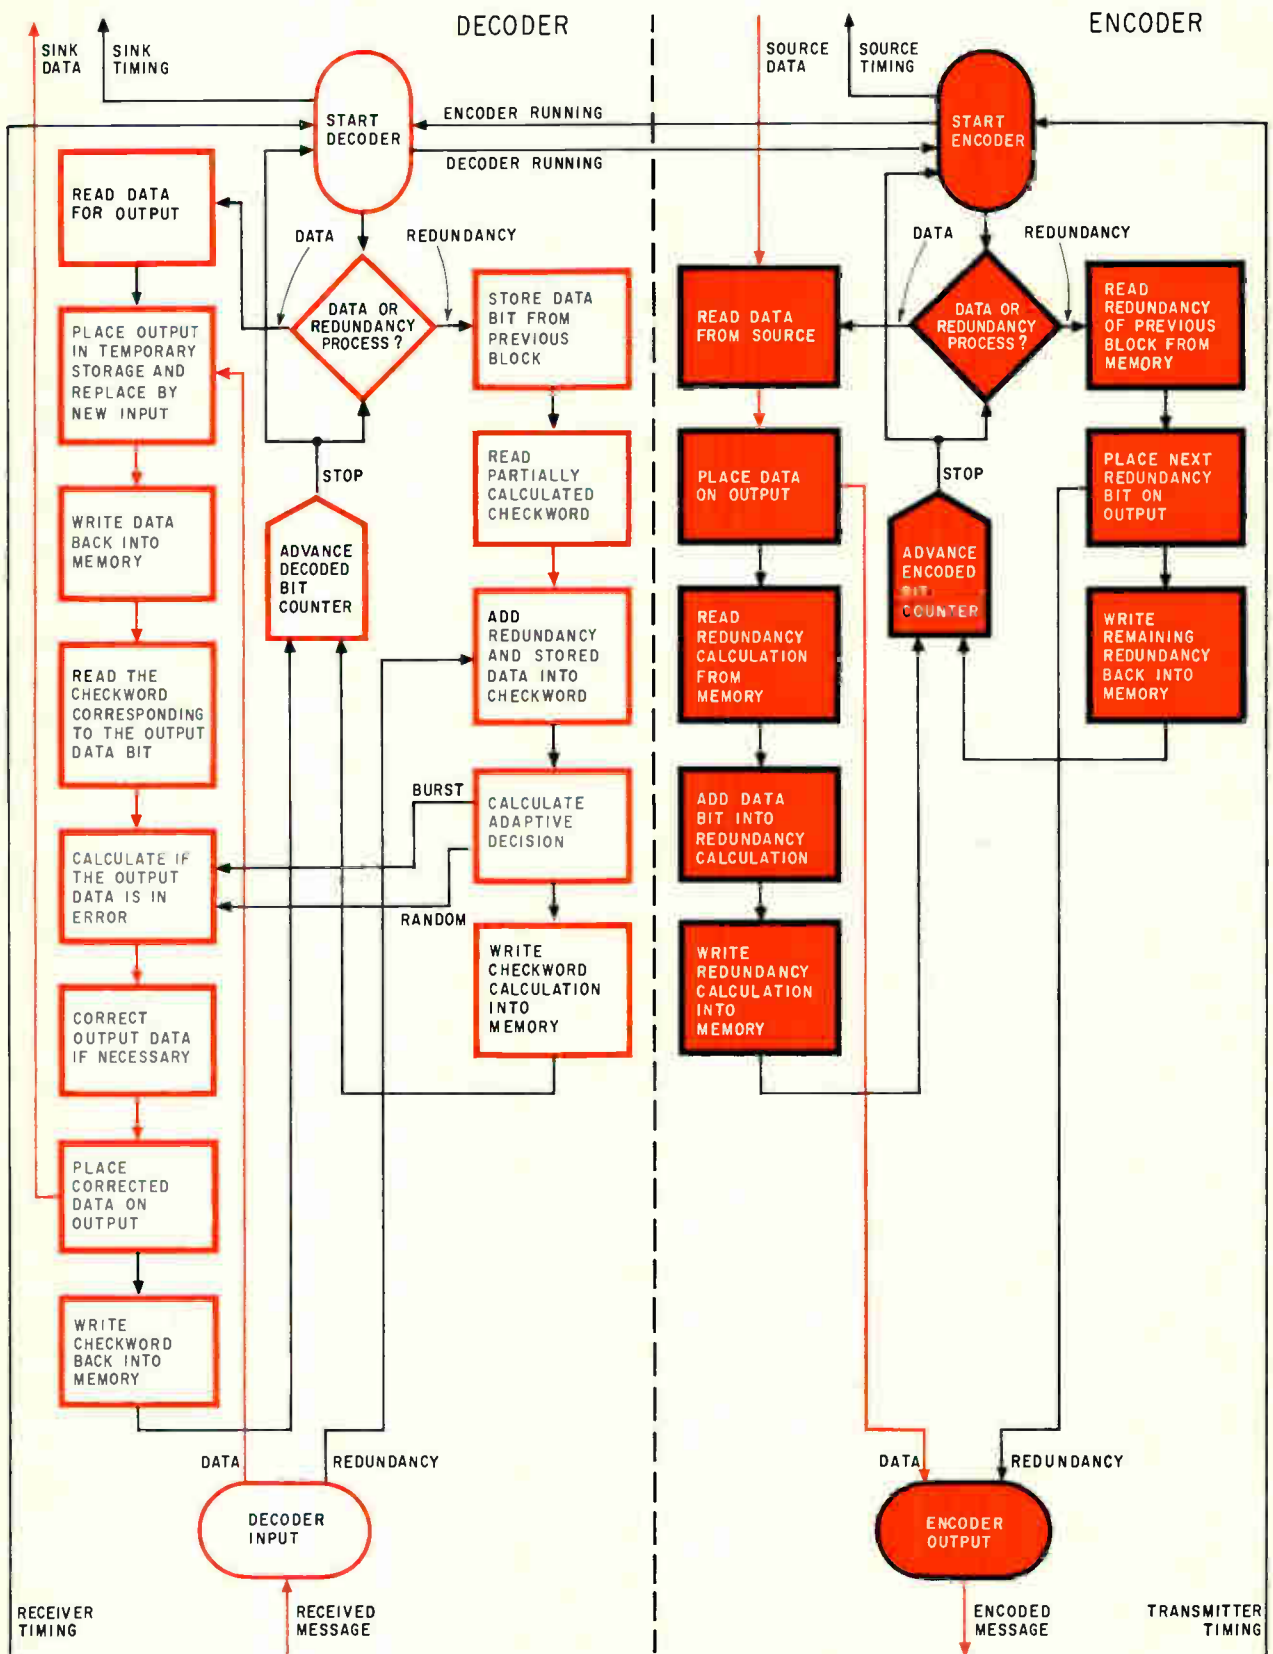 DECODER
SINK
DATA
SINK
TIMING
START
DECODER
ENCODER RUNNING
DECODER RUNNING
READ DATA
FOR OUTPUT
DATA
REDUNDANCY
DATA OR
REDUNDANCY
PROCESS?
STORE DATA
BIT FROM
PREVIOUS
BLOCK
PLACE OUTPUT
IN TEMPORARY
STORAGE AND
REPLACE BY
NEW INPUT
READ
PARTIALLY
CALCULATED
CHECKWORD
STOP
WRITE DATA
BACK INTO
MEMORY
ADVANCE
DECODED
BIT
COUNTER
ADD
REDUNDANCY
AND STORED
DATA INTO
CHECKWORD
READ THE
CHECKWORD
CORRESPONDING
TO THE OUTPUT
DATA BIT
BURST
CALCULATE
ADAPTIVE
DECISION
CALCULATE IF
THE OUTPUT
DATA IS IN
ERROR
RANDOM
WRITE
CHECKWORD
CALCULATION
INTO
MEMORY
CORRECT
OUTPUT DATA
IF NECESSARY
PLACE
CORRECTED
DATA ON
OUTPUT
WRITE
CHECKWORD
BACK INTO
MEMORY
DATA
REDUNDANCY
DECODER
INPUT
RECEIVER
TIMING
RECEIVED
MESSAGE
ENCODER
SOURCE
DATA
SOURCE
TIMING
START
ENCODER
DATA
REDUNDANCY
READ DATA
FROM SOURCE
DATA OR
REDUNDANCY
PROCESS?
READ
REDUNDANCY
OF PREVIOUS
BLOCK FROM
MEMORY
PLACE DATA
ON OUTPUT
STOP
PLACE NEXT
REDUNDANCY
BIT ON
OUTPUT
ADVANCE
ENCODED
BIT
COUNTER
READ
REDUNDANCY
CALCULATION
FROM
MEMORY
WRITE
REMAINING
REDUNDANCY
BACK INTO
MEMORY
ADD DATA
BIT INTO
REDUNDANCY
CALCULATION
WRITE
REDUNDANCY
CALCULATION
INTO
MEMORY
DATA
REDUNDANCY
ENCODER
OUTPUT
ENCODED
MESSAGE
TRANSMITTER
TIMING